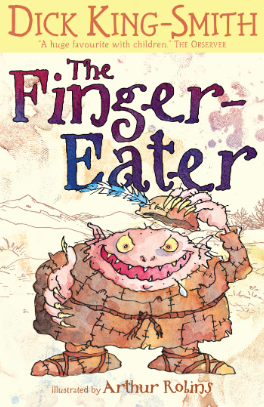 DICK KING-SMITH
"A huge favourite with children." THE OBSERVER
The
Finger-
Eater
illustrated by Arthur Robins